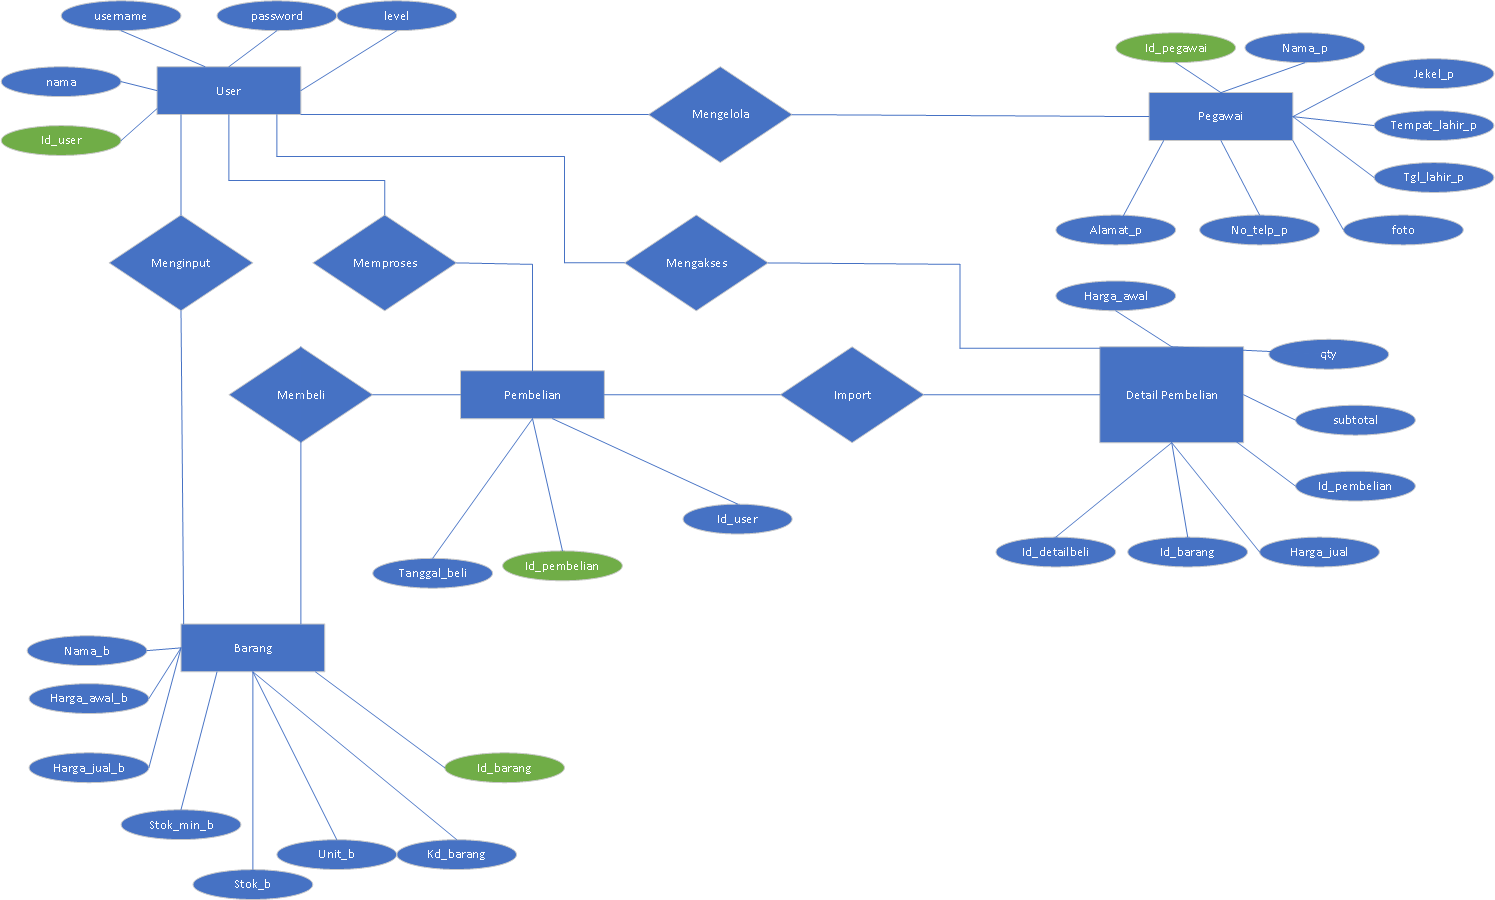 username
password
level
nama
User
Id_user
Id_pegawai
Nama_p
Jekel_p
Mengelola
Pegawai
Tempat_lahir_p
Tgl_lahir_p
Alamat_p
No_telp_p
foto
Menginput
Memproses
Mengakses
Harga_awal
qty
Membeli
Pembelian
Import
Detail Pembelian
subtotal
Id_pembelian
Id_user
Id_detailbeli
Id_barang
Harga_jual
Tanggal_beli
Id_pembelian
Nama_b
Barang
Harga_awal_b
Harga_jual_b
Id_barang
Stok_min_b
Unit_b
Kd_barang
Stok_b